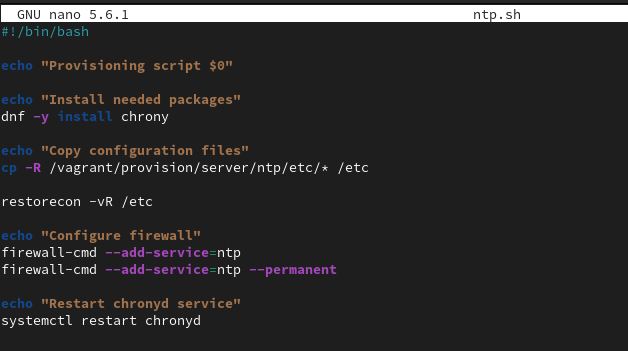 GNU nano 5.6.1 ntp.sh
#!/bin/bash
echo "Provisioning script $0"
echo "Install needed packages"
dnf -y install chrony
echo "Copy configuration files"
cp -R /vagrant/provision/server/ntp/etc/* /etc
restorecon -vR /etc
echo "Configure firewall"
firewall-cmd --add-service=ntp
firewall-cmd --add-service=ntp --permanent
echo "Restart chronyd service"
systemctl restart chronyd